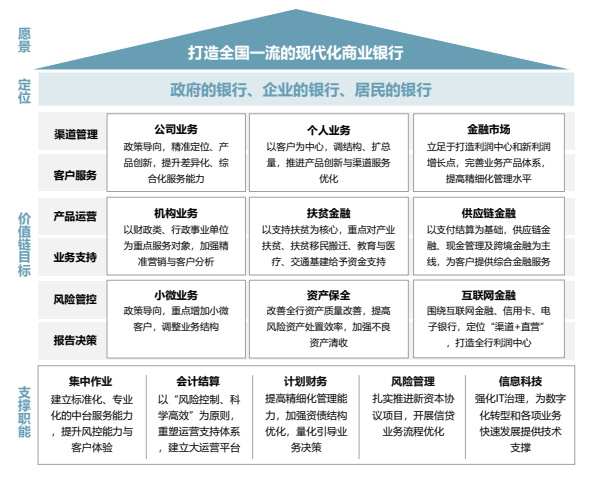 愿景
打造全国一流的现代化商业银行
定位
政府的银行、企业的银行、居民的银行
价值链目标
渠道管理
客户服务
产品运营
业务支持
风险管控
报告决策
公司业务
政策导向，精准定位、产
品创新，提升差异化、综
合化服务能力
个人业务
以客户为中心，调结构、扩总
量，推进产品创新与渠道服务
优化
金融市场
立足于打造利润中心和新利润
增长点，完善业务产品体系，
提高精细化管理水平
机构业务
以财政类、行政事业单位
为重点服务对象，加强精
准营销与客户分析
扶贫金融
以支持扶贫为核心，重点对产业
扶贫、扶贫移民搬迁、教育与医
疗、交通基建给予资金支持
供应链金融
以支付结算为基础，供应链金
融、现金管理及跨境金融为主
线，为客户提供综合金融服务
小微业务
政策导向，重点增加小微
客户，调整业务结构
资产保全
改善全行资产质量改善，提高
风险资产处置效率，加强不良
资产清收
互联网金融
围绕互联网金融、信用卡、电
子银行，定位“渠道+直营”
，打造全行利润中心
支撑职能
集中作业
建立标准化、专业
化的中台服务能力
，提升风控能力与
客户体验
会计结算
以“风险控制、科
学高效”为原则，
重塑运营支持体系
，建立大运营平台
计划财务
提高精细化管理能
力，加强资债结构
优化，量化引导业
务决策
风险管理
扎实推进新资本协
议项目，开展信贷
业务流程优化
信息科技
强化IT治理，为数字
化转型和各项业务
快速发展提供技术
支撑